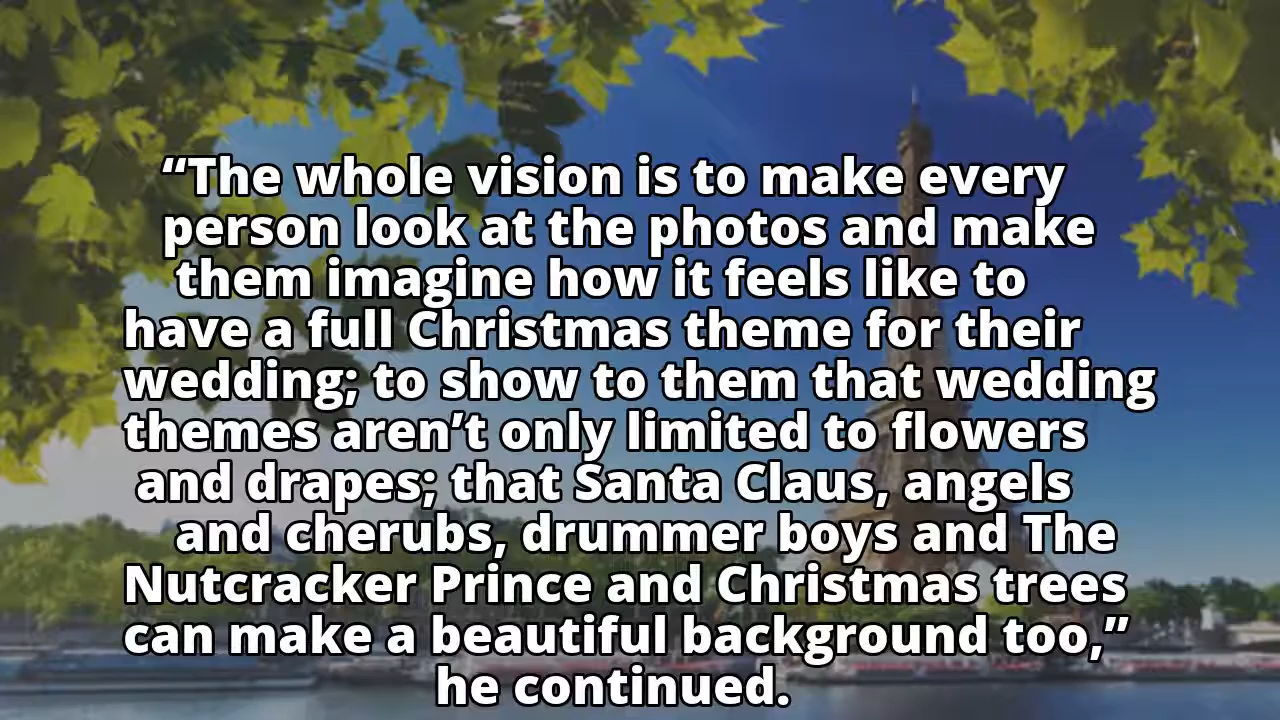 “The whole vision is to make every
person look at the photos and make
them imagine how it feels like to
have a full Christmas theme for their
wedding; to show to them that wedding
themes aren’t only limited to flowers
and drapes; that Santa Claus, angels
and cherubs, drummer boys and The
Nutcracker Prince and Christmas trees
can make a beautiful background too,”
he continued.